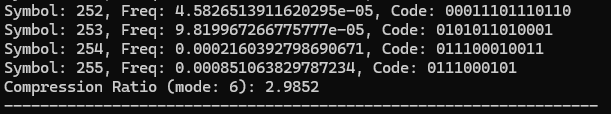 Symbol: 252, Freq: 4.5826513911620295e-05, Code: 00011101110110
Symbol: 253, Freq: 9.819967266775777e-05, Code: 0101011010001
Symbol: 254, Freq: 0.0002160392798690671, Code: 011100010011
Symbol: 255, Freq: 0.000851063829787234, Code: 0111000101
Compression Ratio (mode: 6): 2.9852
------------------------------------------------------------------